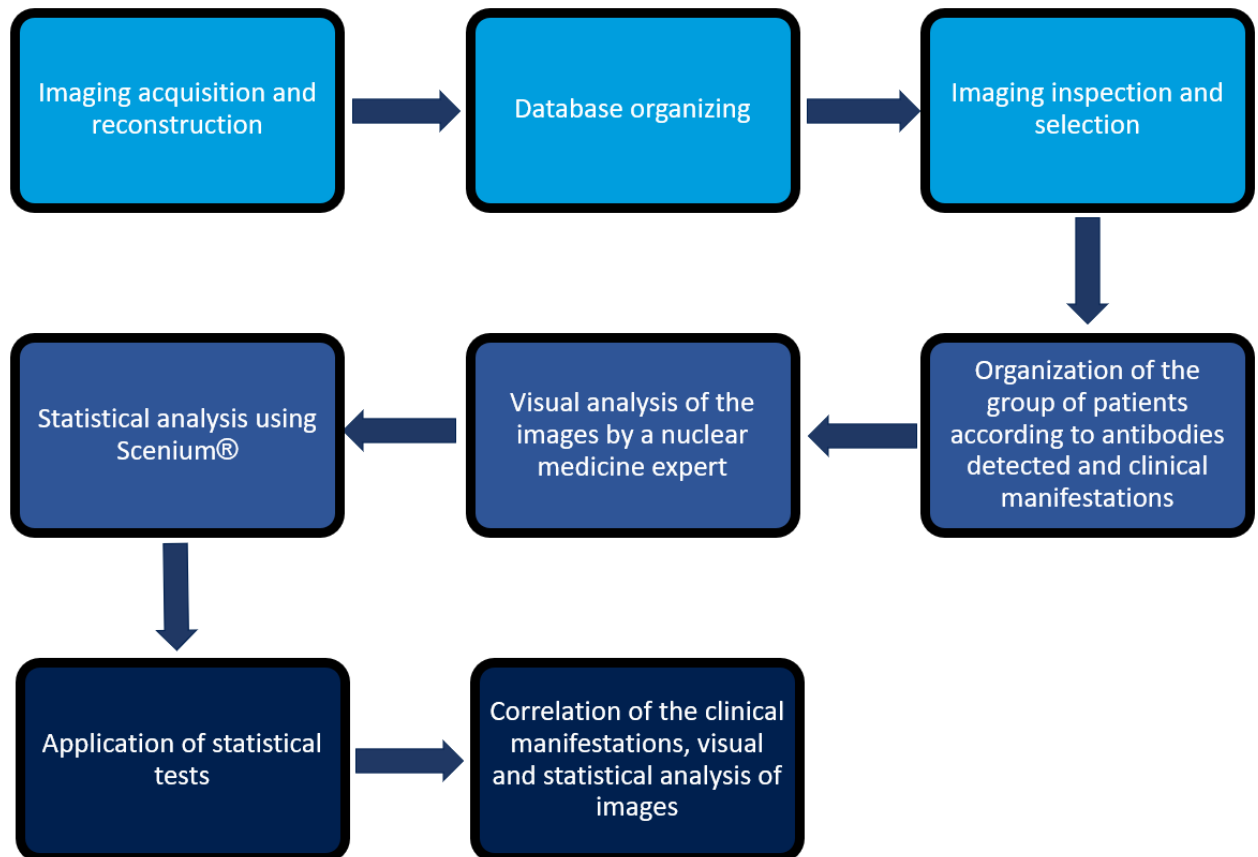 Imaging acquisition and
reconstruction
Database organizing
Imaging inspection and
selection
Organization of the
group of patients
according to antibodies
detected and clinical
manifestations
Visual analysis of the
images by a nuclear
medicine expert
Statistical analysis using
Scenium®
Application of statistical
tests
Correlation of the clinical
manifestations, visual
and statistical analysis of
images